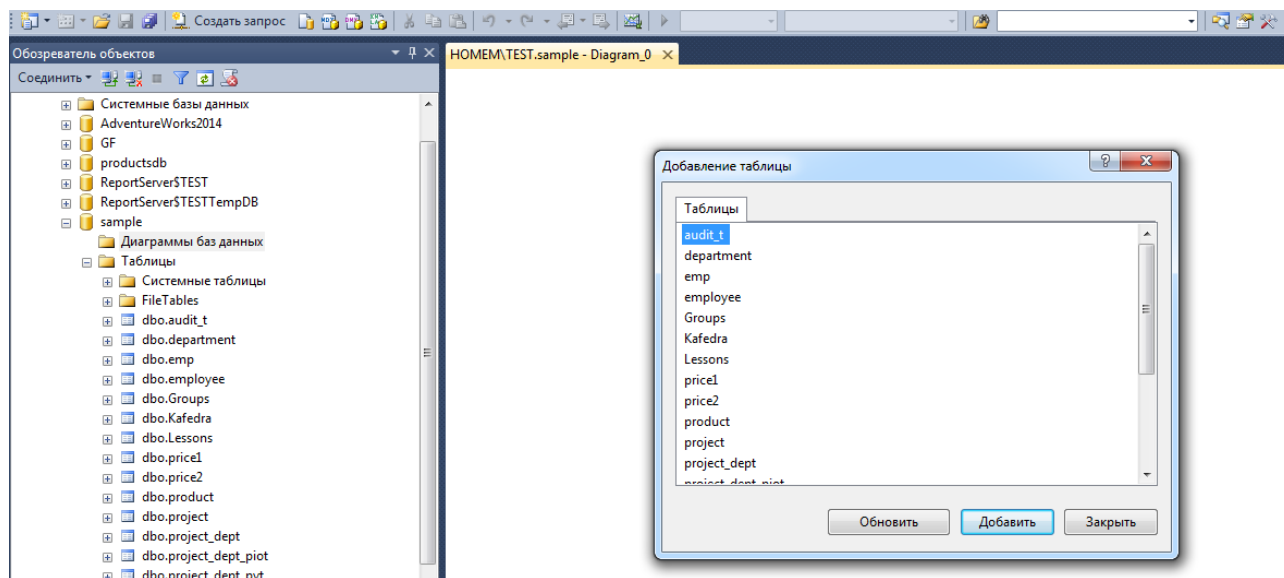 Создать запрос
Обозреватель объектов
HOMEM\TEST.sample - Diagram_0
Соединить
Системные базы данных
AdventureWorks2014
GF
productsdb
ReportServer$TEST
ReportServer$TESTTempDB
sample
Диаграммы баз данных
Таблицы
Системные таблицы
FileTables
dbo.audit_t
dbo.department
dbo.emp
dbo.employee
dbo.Groups
dbo.Kafedra
dbo.Lessons
dbo.price1
dbo.price2
dbo.product
dbo.project
dbo.project_dept
dbo.project_dept_piot
dbo.project_dept_pvt
Добавление таблицы
Таблицы
audit_t
department
emp
employee
Groups
Kafedra
Lessons
price1
price2
product
project
project_dept
project_dept_piot
Обновить
Добавить
Закрыть